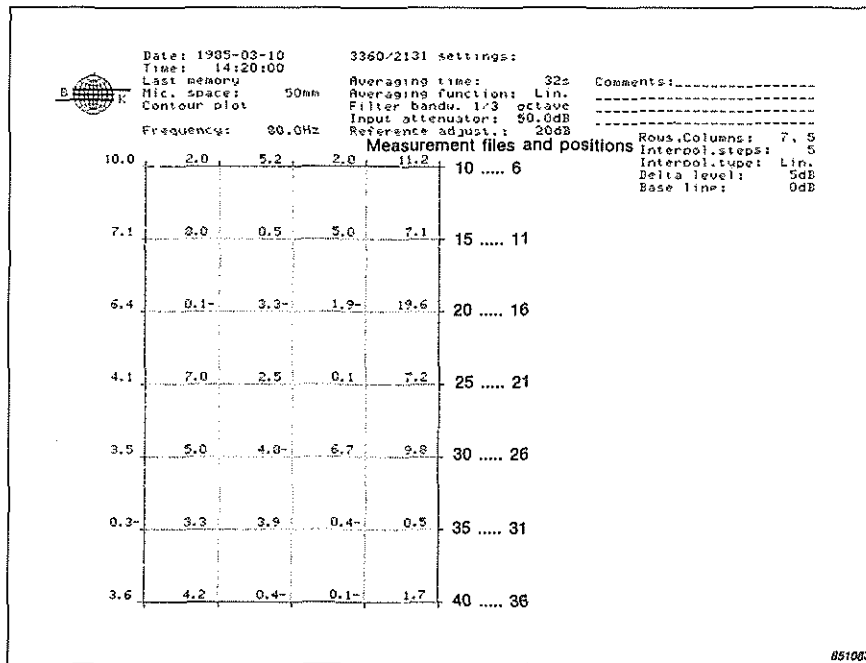 Date: 1985-03-10
Time: 14:20:00
Last memory
Mic. space: 50mm
Contour plot
Frequency: 80.0Hz
B K
3360/2131 settings:
Averaging time: 32s
Averaging function: Lin.
Filter bandw. 1/3 octave
Input attenuator: 90.0dB
Reference adjust.: 20dB
Comments:
Rows,Columns: 7, 5
Interpol.steps: 5
Interpol.type: Lin.
Delta level: 5dB
Base line: 0dB
Measurement files and positions
10.0 2.0 5.2 2.0 11.2 10 ..... 6
7.1 8.0 0.5 5.0 7.1 15 ..... 11
6.4 0.1- 3.3- 1.9- 19.6 20 ..... 16
4.1 7.0 2.5 0.1 7.2 25 ..... 21
3.5 5.0 4.8- 6.7 9.8 30 ..... 26
0.3- 3.3 3.9 0.4- 0.5 35 ..... 31
3.6 4.2 0.4- 0.1- 1.7 40 ..... 36